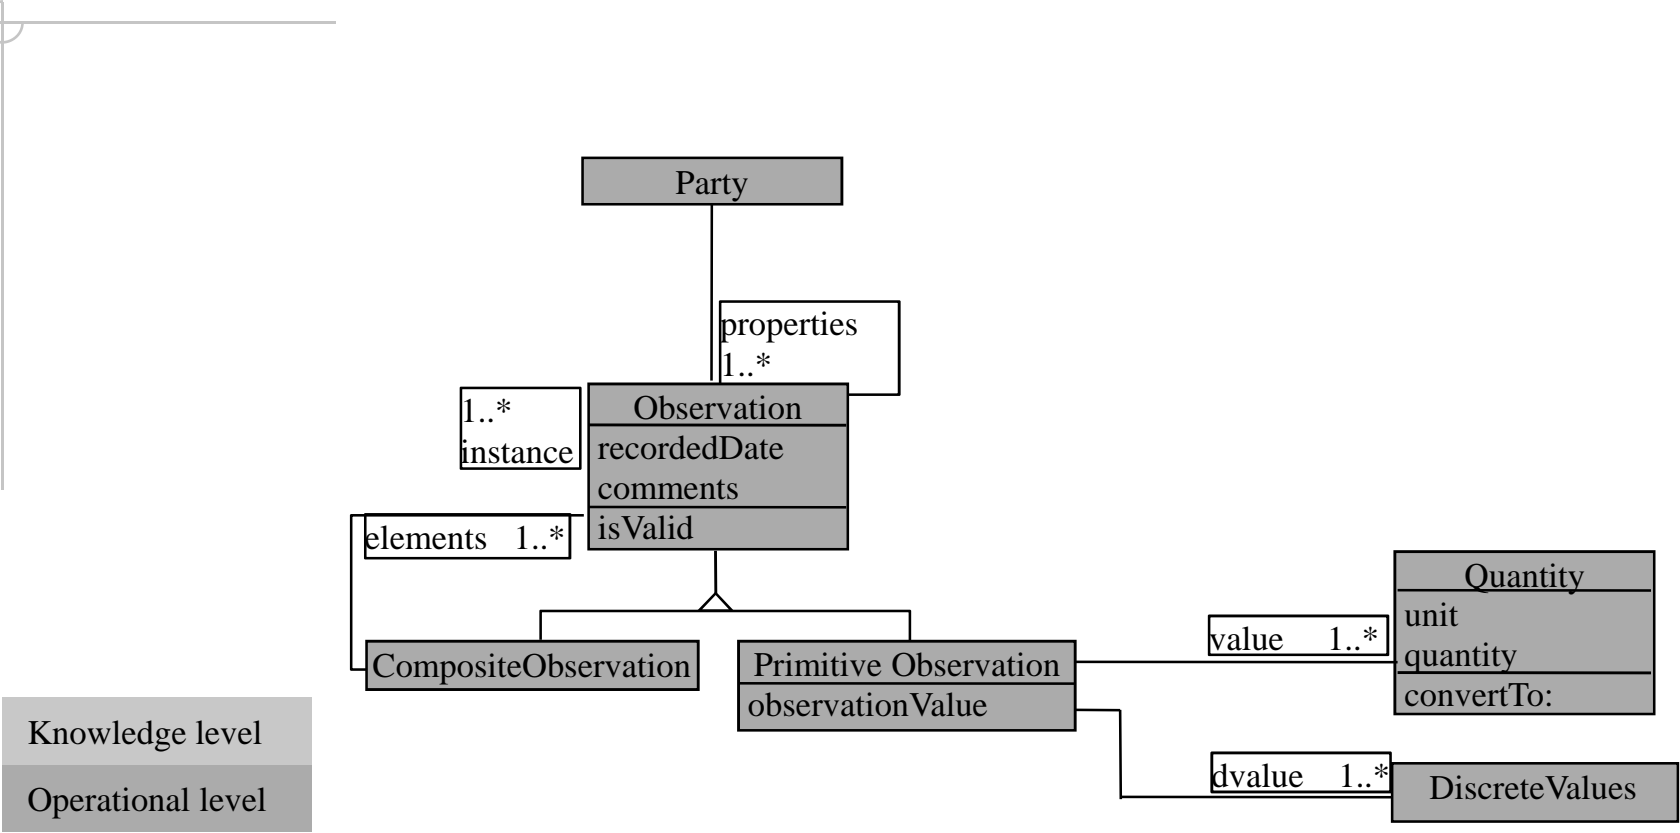 Party
properties
1..*
Observation
recordedDate
comments
isValid
1..*
instance
elements 1..*
CompositeObservation
Primitive Observation
observationValue
value 1..*
Quantity
unit
quantity
convertTo:
dvalue 1..*
DiscreteValues
Knowledge level
Operational level